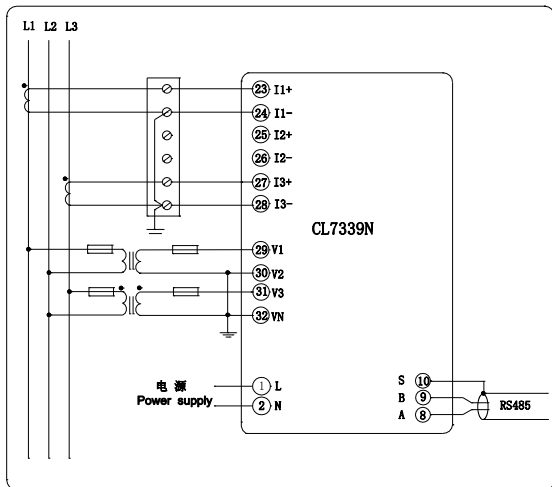 L1 L2 L3
23 I1+
24 I1-
25 I2+
26 I2-
27 I3+
28 I3-
CL7339N
29 V1
30 V2
31 V3
32 VN
电 源
Power supply
1 L
2 N
S 10
B 9
A 8
RS485